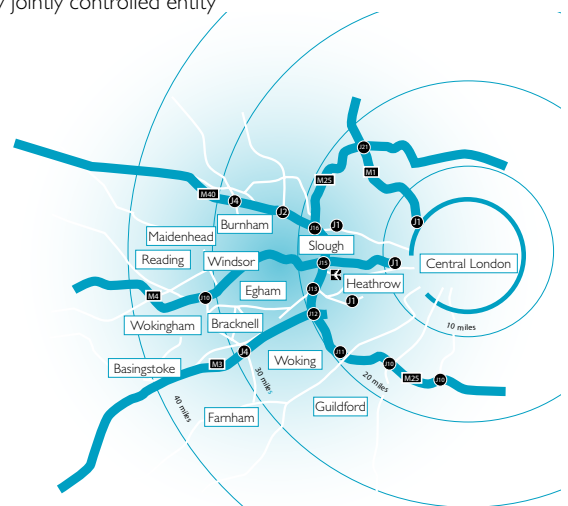 jointly controlled entity
J21
M25
M1
M40
J4
J2
J1
J1
J16
Burnham
Maidenhead
Slough
Reading
Windsor
J15
J1
Central London
Heathrow
Egham
J13
M4
J10
J1
J12
Wokingham
Bracknell
10 miles
J4
J11
Woking
M3
J10
Basingstoke
30 miles
20 miles
M25
J10
40 miles
Guildford
Farnham